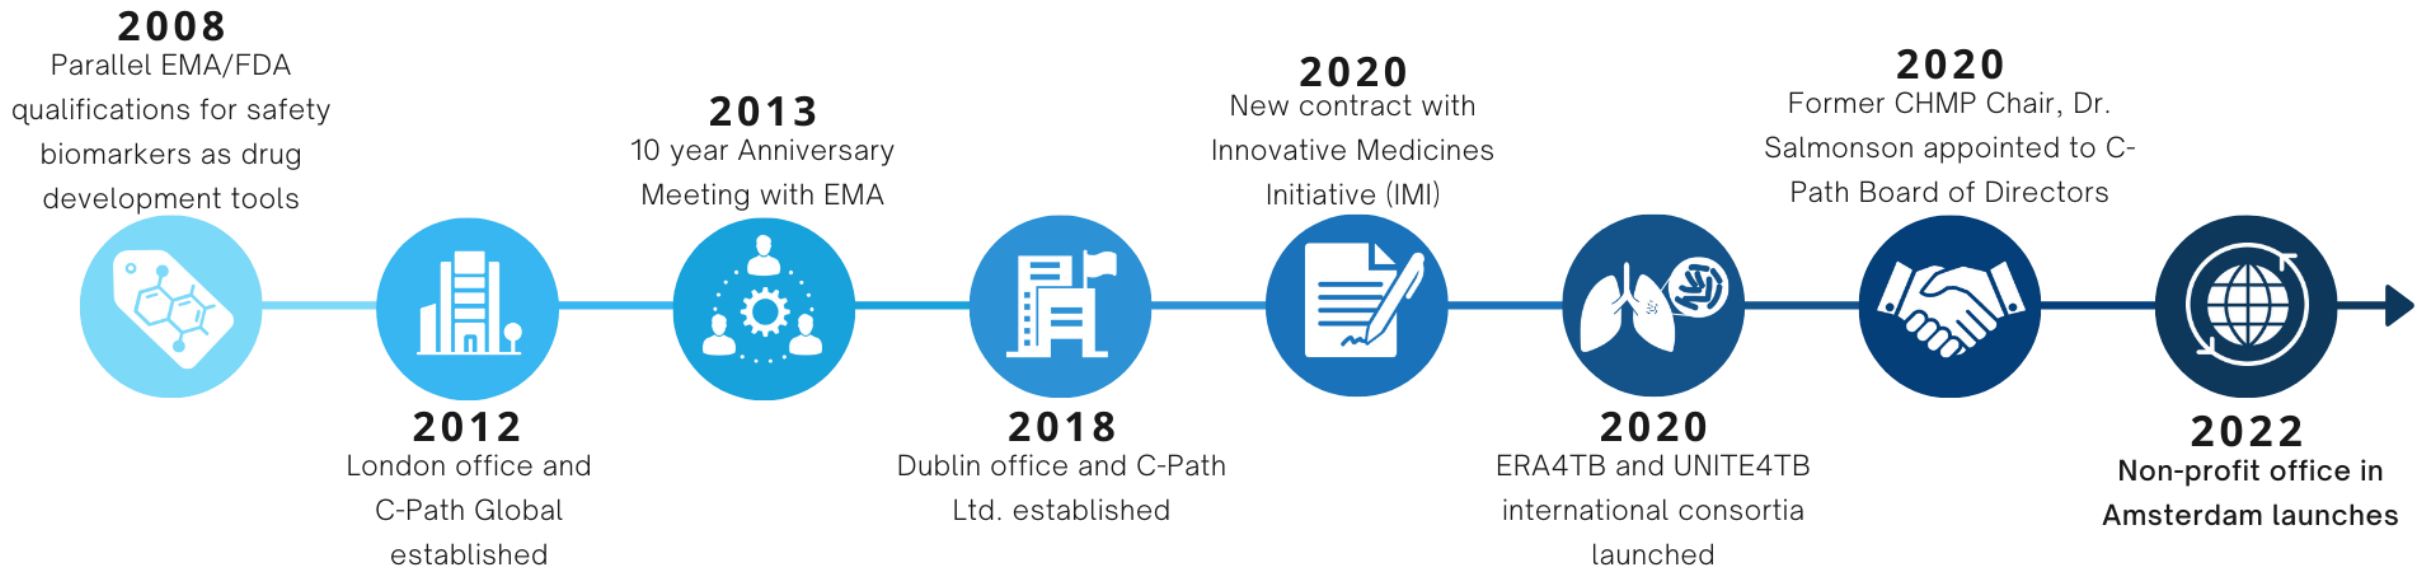 2008
Parallel EMA/FDA
qualifications for safety
biomarkers as drug
development tools
2012
London office and
C-Path Global
established
2013
10 year Anniversary
Meeting with EMA
2018
Dublin office and C-Path
Ltd. established
2020
New contract with
Innovative Medicines
Initiative (IMI)
2020
ERA4TB and UNITE4TB
international consortia
launched
2020
Former CHMP Chair, Dr.
Salmonson appointed to C-
Path Board of Directors
2022
Non-profit office in
Amsterdam launches